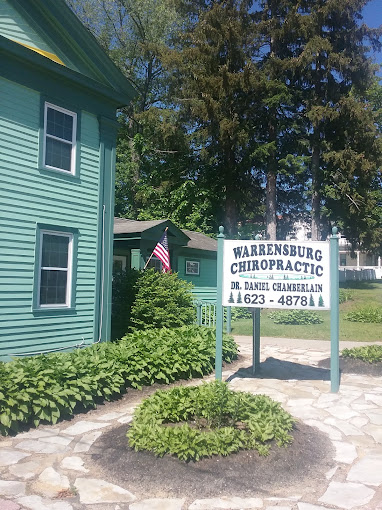 WARRENSBURG
CHIROPRACTIC
DR. DANIEL CHAMBERLAIN
623-4878